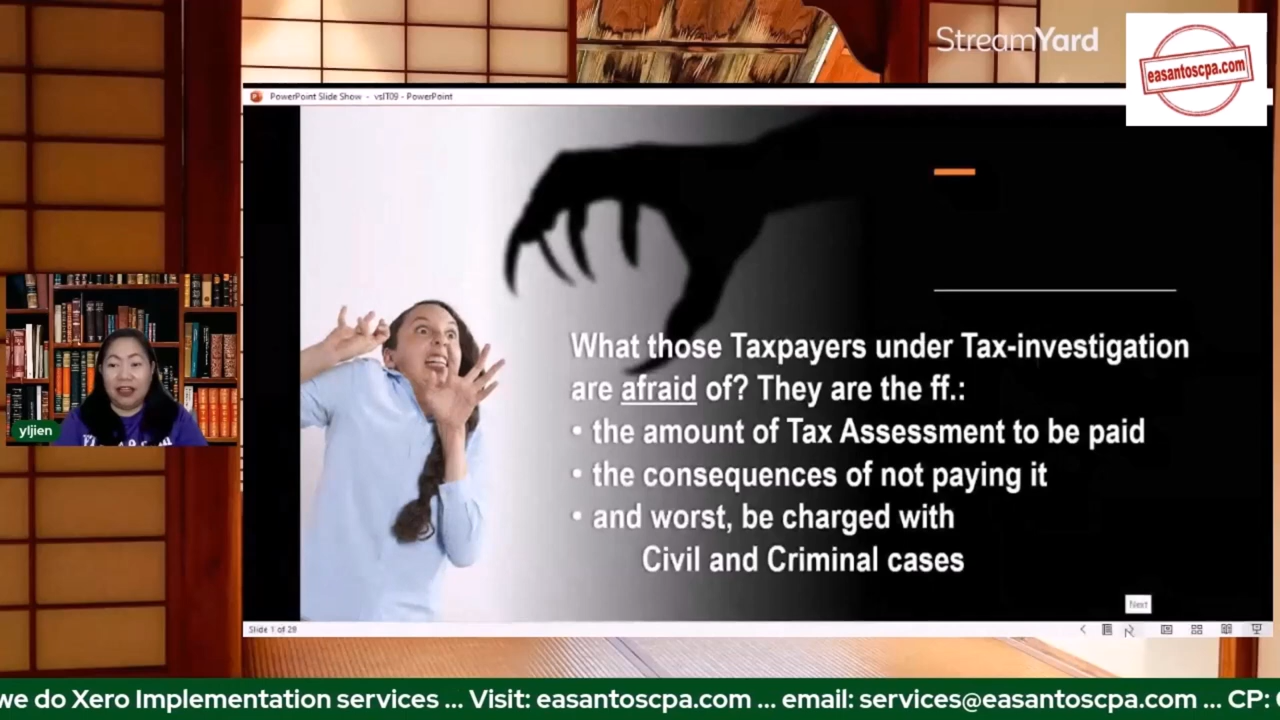 StreamYard
easantoscpa.com
PowerPoint Slide Show - vsIT09 - PowerPoint
What those Taxpayers under Tax-investigation
are afraid of? They are the ff.:
• the amount of Tax Assessment to be paid
• the consequences of not paying it
• and worst, be charged with
Civil and Criminal cases
yljien
Next
Slide 1 of 29
we do Xero Implementation services ... Visit: easantoscpa.com ... email: services@easantoscpa.com ... CP: